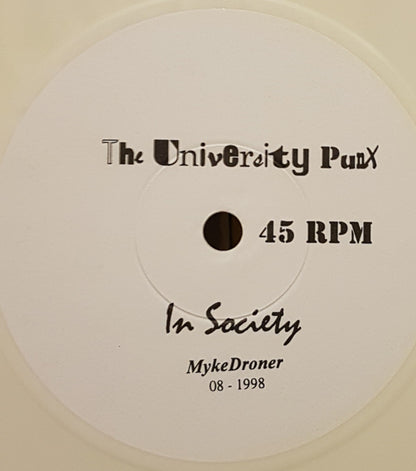 The University PunX
45 RPM
In Society
MykeDroner
08 - 1998